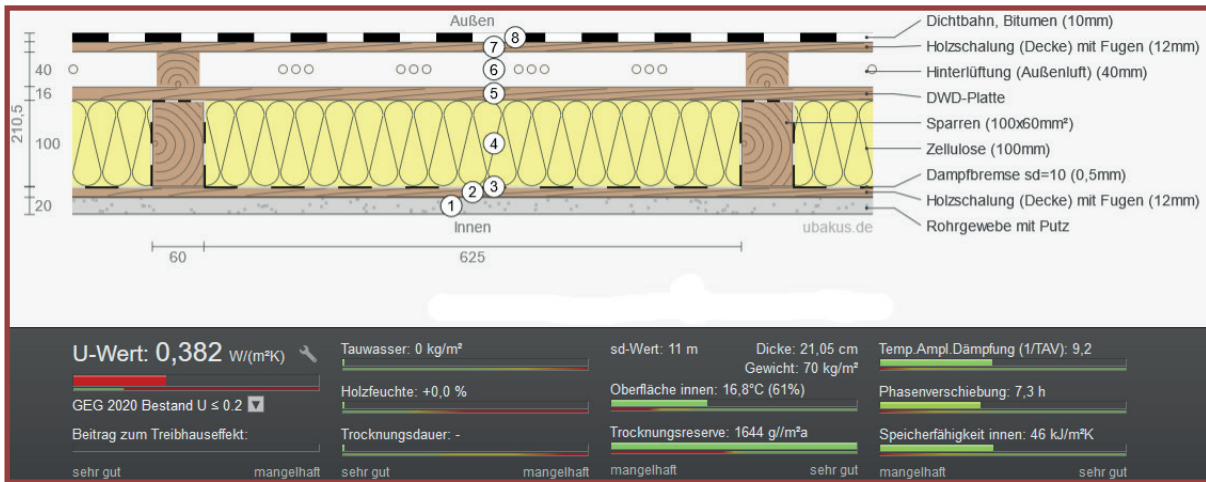 Außen
8
7
6
5
4
3
2
1
Innen
ubakus.de
210,5
40
16
100
20
60
625
Dichtbahn, Bitumen (10mm)
Holzschalung (Decke) mit Fugen (12mm)
Hinterlüftung (Außenluft) (40mm)
DWD-Platte
Sparren (100x60mm²)
Zellulose (100mm)
Dampfbremse sd=10 (0,5mm)
Holzschalung (Decke) mit Fugen (12mm)
Rohrgewebe mit Putz
U-Wert: 0,382 W/(m²K)
GEG 2020 Bestand U ≤ 0.2
Beitrag zum Treibhauseffekt:
sehr gut mangelhaft
Tauwasser: 0 kg/m²
Holzfeuchte: +0,0 %
Trocknungsdauer: -
sehr gut mangelhaft
sd-Wert: 11 m Dicke: 21,05 cm
Gewicht: 70 kg/m²
Oberfläche innen: 16,8°C (61%)
Trocknungsreserve: 1644 g//m²a
mangelhaft sehr gut
Temp.Ampl.Dämpfung (1/TAV): 9,2
Phasenverschiebung: 7,3 h
Speicherfähigkeit innen: 46 kJ/m²K
mangelhaft sehr gut